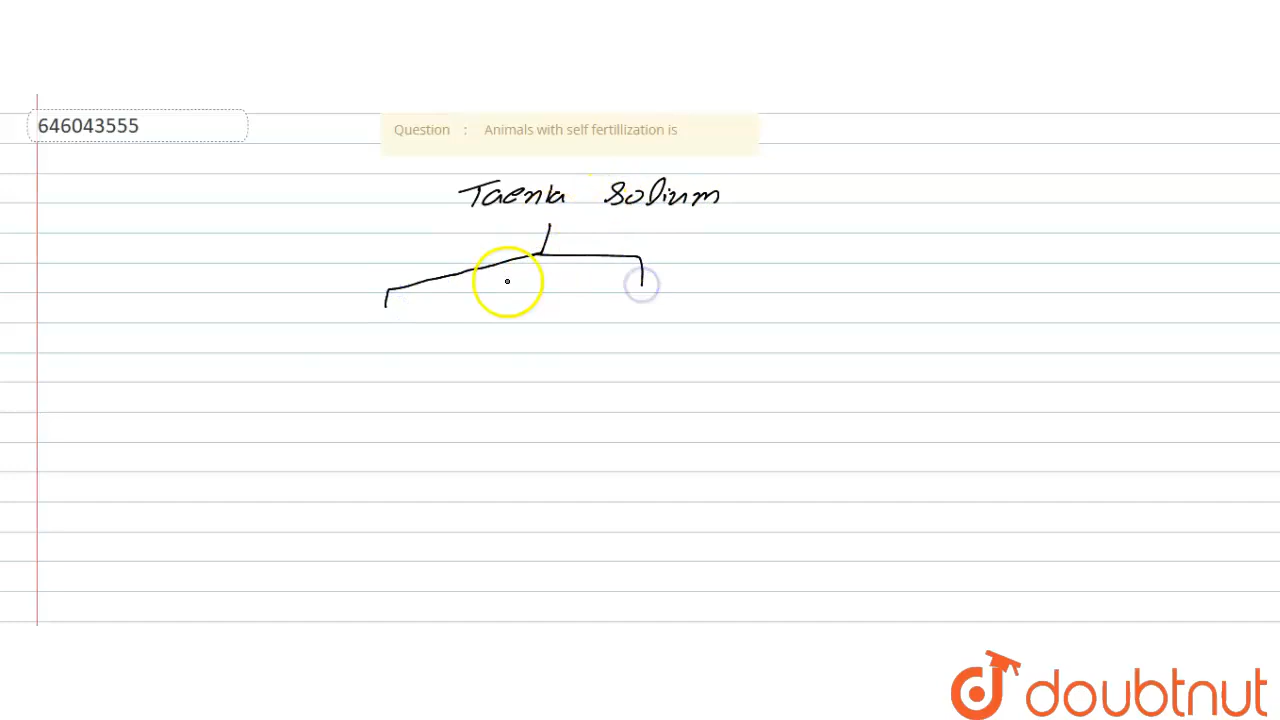 646043555
Question : Animals with self fertillization is
Taenia Solium
doubtnut